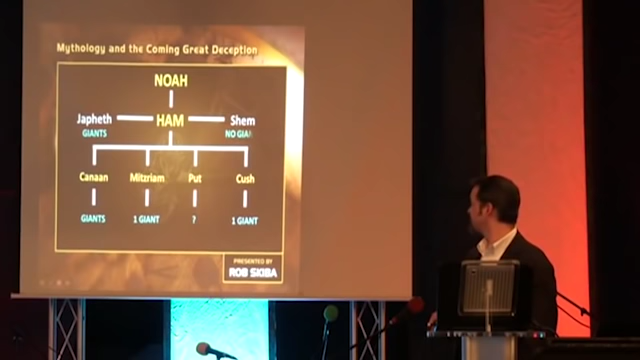 Mythology and the Coming Great Deception
NOAH
Japheth HAM Shem
GIANTS NO GIAN
Canaan Mitzriam Put Cush
GIANTS 1 GIANT ? 1 GIANT
PRESENTED BY
ROB SKIBA